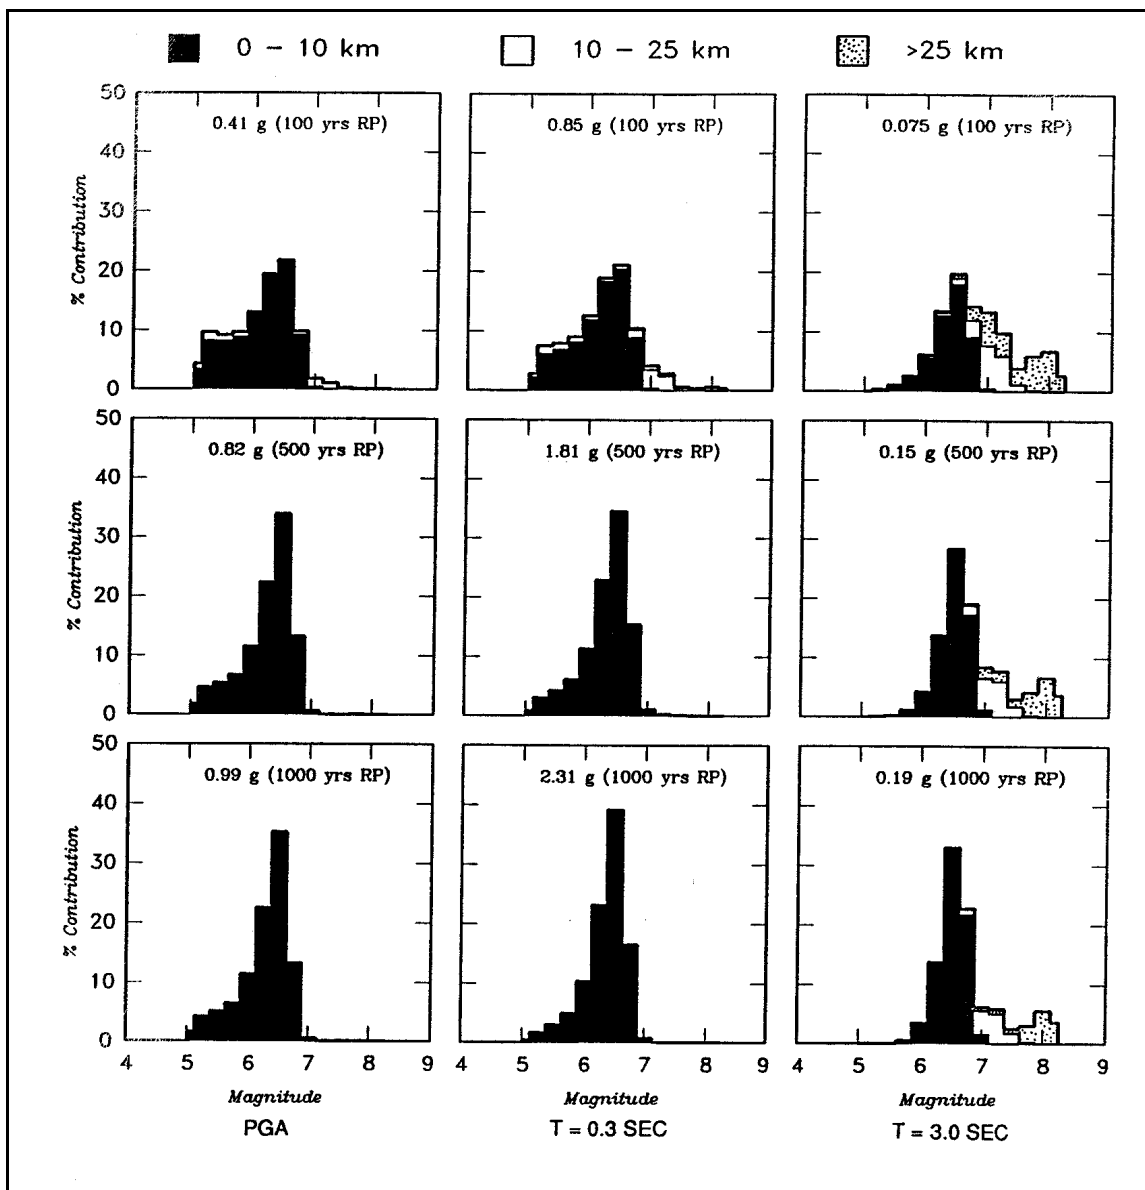 0 - 10 km
10 - 25 km
>25 km
50
40
30
20
10
0
% Contribution
0.41 g (100 yrs RP)
0.85 g (100 yrs RP)
0.075 g (100 yrs RP)
50
40
30
20
10
0
% Contribution
0.82 g (500 yrs RP)
1.81 g (500 yrs RP)
0.15 g (500 yrs RP)
50
40
30
20
10
0
% Contribution
0.99 g (1000 yrs RP)
2.31 g (1000 yrs RP)
0.19 g (1000 yrs RP)
4 5 6 7 8 9
4 5 6 7 8 9
4 5 6 7 8 9
Magnitude
Magnitude
Magnitude
PGA
T = 0.3 SEC
T = 3.0 SEC